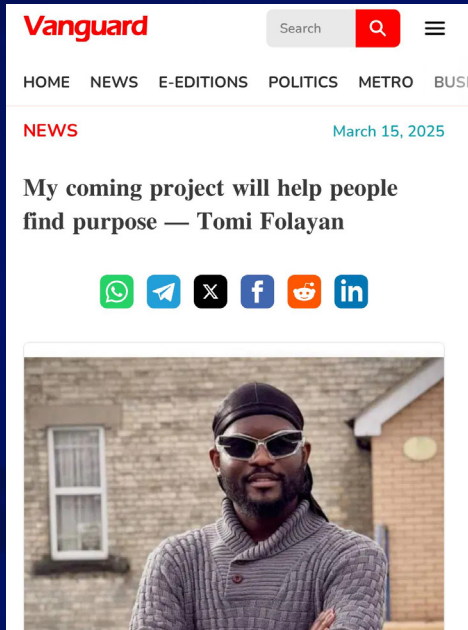 Vanguard
Search
HOME NEWS E-EDITIONS POLITICS METRO BUSI
NEWS
March 15, 2025
My coming project will help people
find purpose — Tomi Folayan